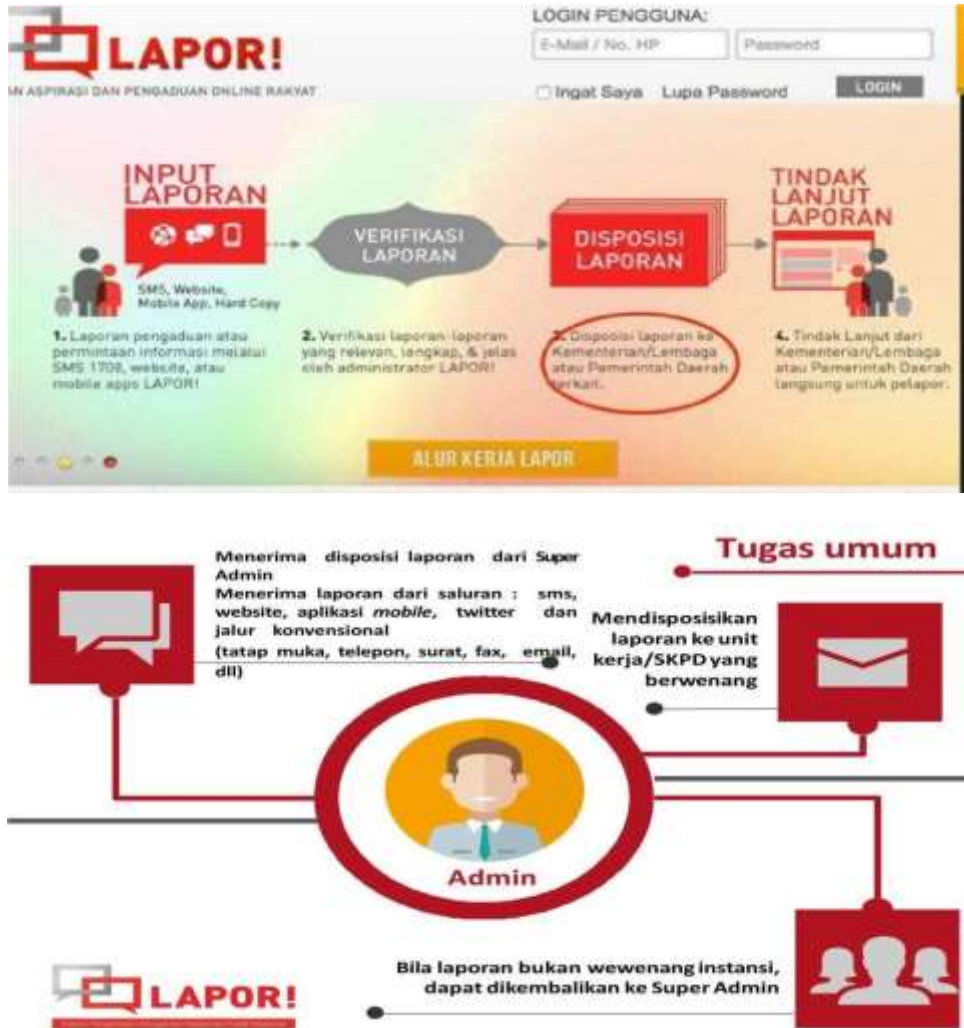 LAPOR!
AN ASPIRASI DAN PENGADUAN ONLINE RAKYAT
LOGIN PENGGUNA:
E-Mail / No. HP
Password
Ingat Saya
Lupa Password
LOGIN
INPUT
LAPORAN
SMS, Website,
Mobile App, Hard Copy
VERIFIKASI
LAPORAN
DISPOSISI
LAPORAN
TINDAK
LANJUT
LAPORAN
1. Laporan pengaduan atau
permintaan informasi melalui
SMS 1708, website, atau
mobile apps LAPOR!
2. Verifikasi laporan-laporan
yang relevan, lengkap, & jelas
oleh administrator LAPOR!
3. Disposisi laporan ke
Kementerian/Lembaga
atau Pemerintah Daerah
terkait.
4. Tindak Lanjut dari
Kementerian/Lembaga
atau Pemerintah Daerah
langsung untuk pelapor.
ALUR KERJA LAPOR
Tugas umum
Menerima disposisi laporan dari Super
Admin
Menerima laporan dari saluran : sms,
website, aplikasi mobile, twitter dan
jalur konvensional
(tatap muka, telepon, surat, fax, email,
dll)
Mendisposisikan
laporan ke unit
kerja/SKPD yang
berwenang
Admin
Bila laporan bukan wewenang instansi,
dapat dikembalikan ke Super Admin
LAPOR!